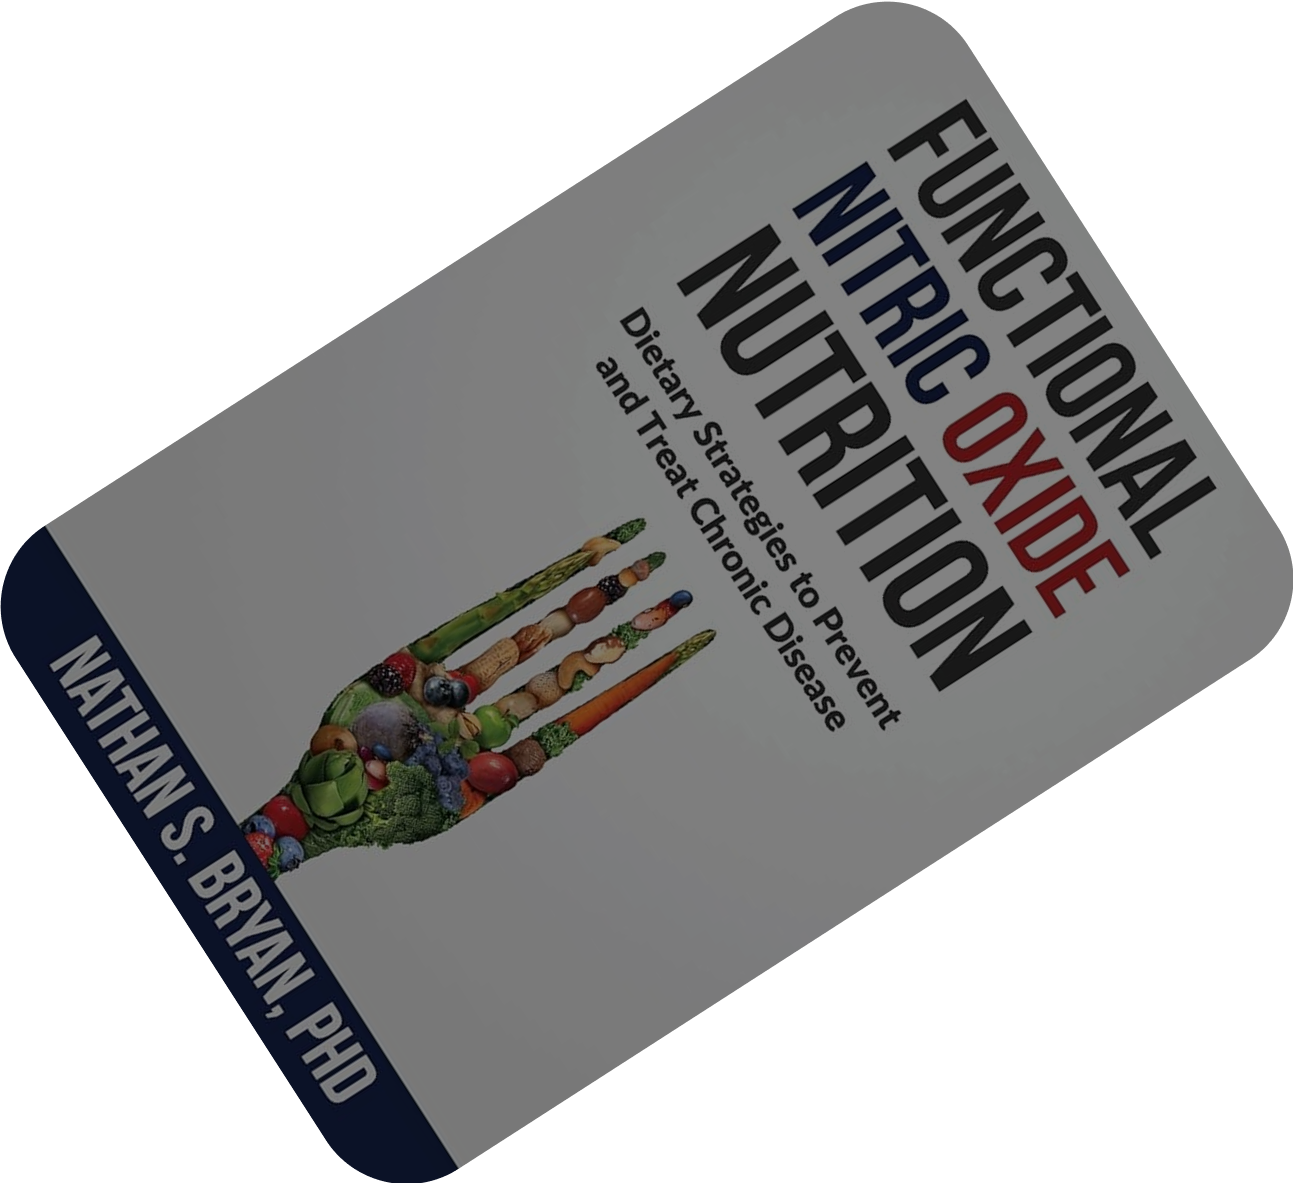 FUNCTIONAL
NITRIC OXIDE
NUTRITION
Dietary Strategies to Prevent
and Treat Chronic Disease
NATHAN S. BRYAN, PHD